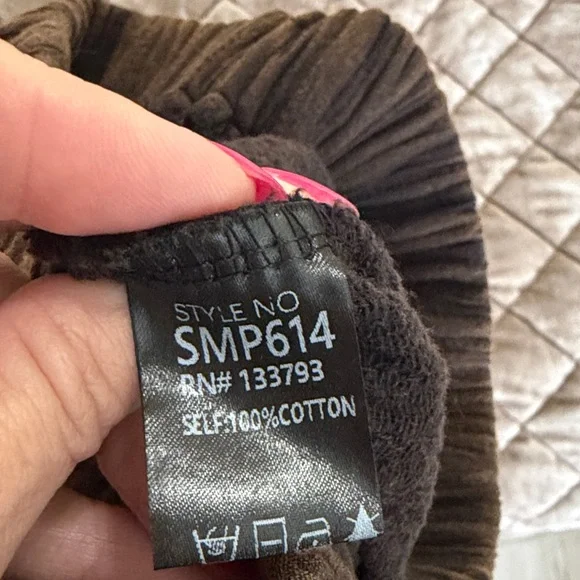 STYLE NO
SMP614
RN# 133793
SELF:100%COTTON